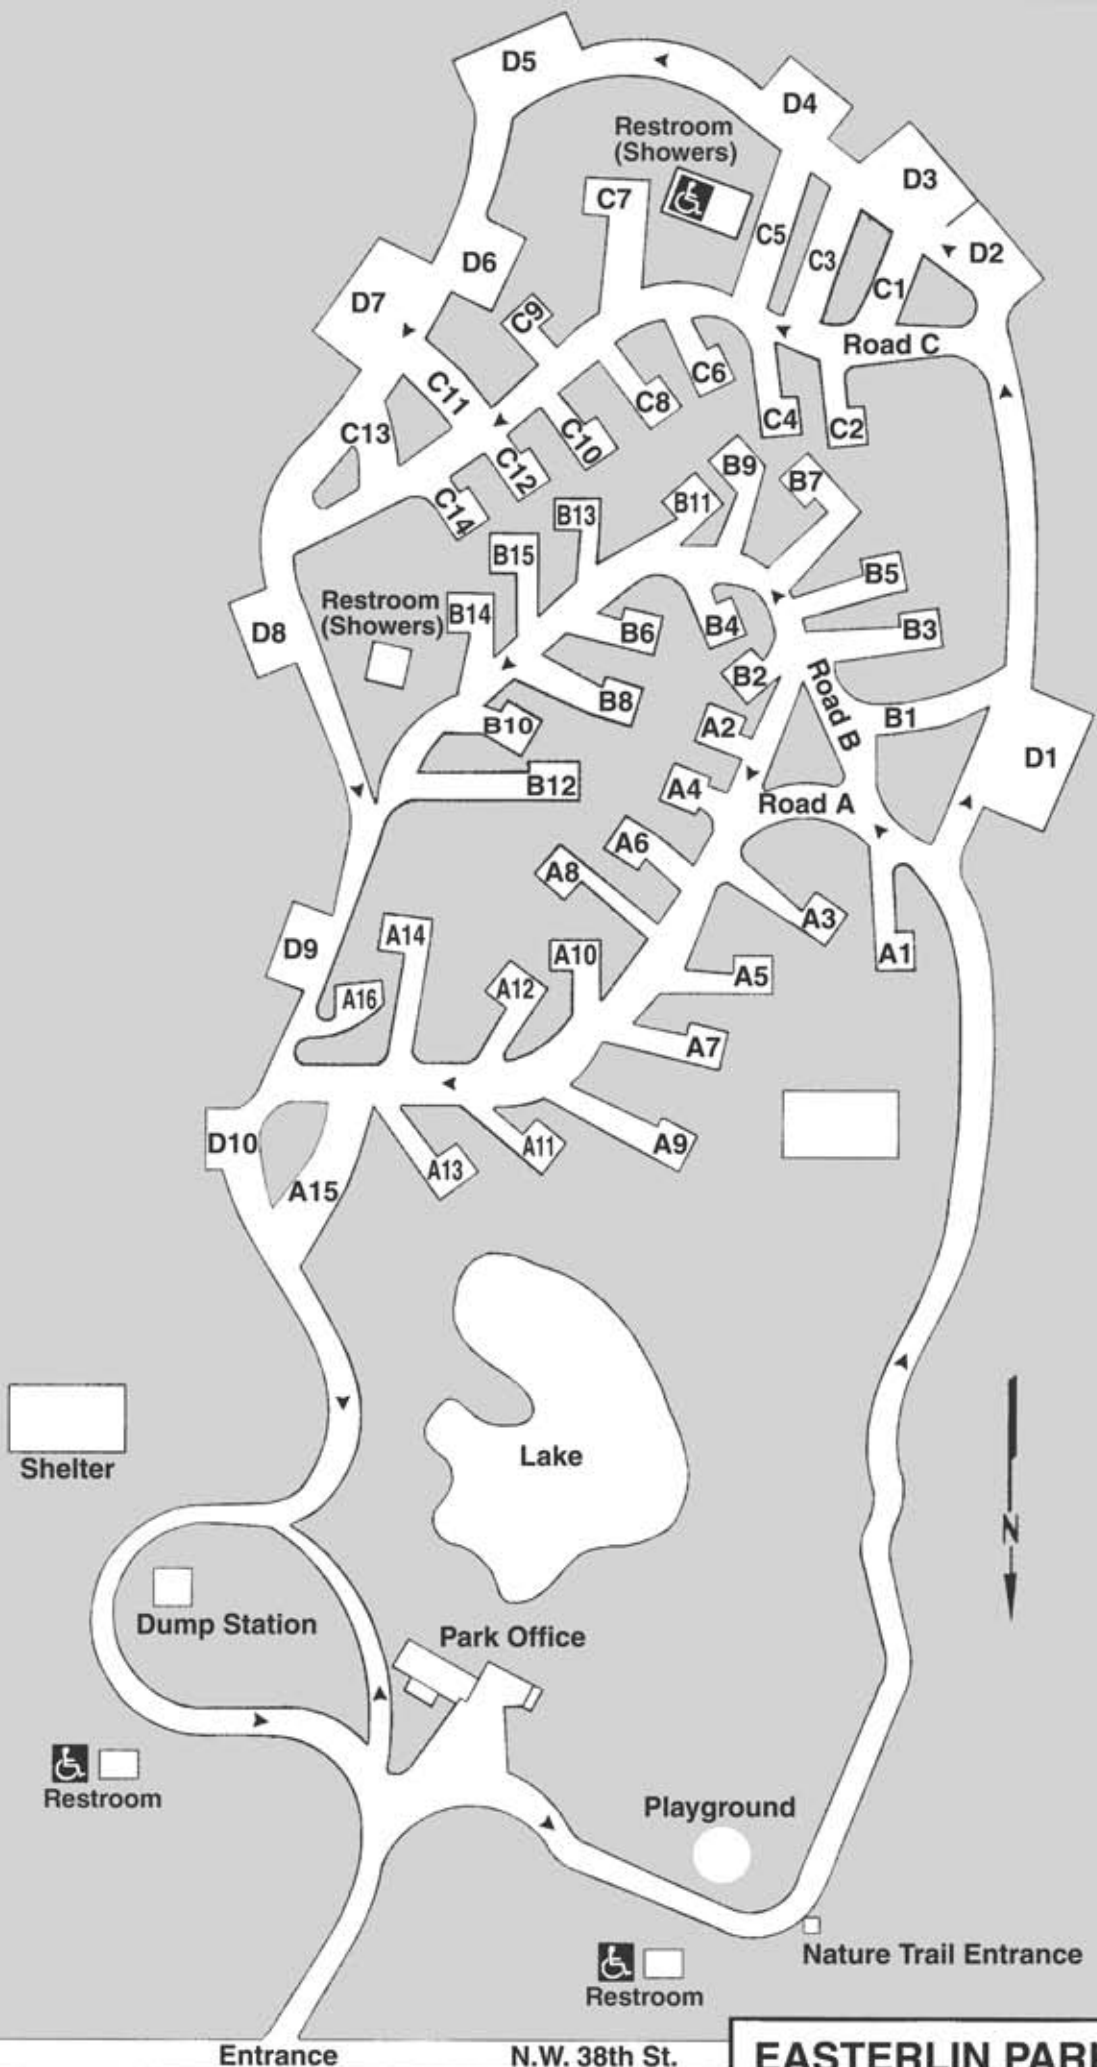 D5
D4
Restroom
(Showers)
D3
C7
C5
C3
D2
D6
C1
D7
C9
Road C
C11
C6
C8
C4
C2
C13
C10
C12
C14
B9
B7
B11
B13
B15
B5
Restroom
(Showers)
B14
D8
B6
B4
B3
B2
B8
Road B
B10
A2
B1
D1
B12
A4
Road A
A6
A8
A3
A14
D9
A10
A1
A5
A12
A16
A7
D10
A11
A9
A13
A15
Lake
Shelter
N
Dump Station
Park Office
Restroom
Playground
Nature Trail Entrance
Restroom
Entrance
N.W. 38th St.
EASTERLIN PARK